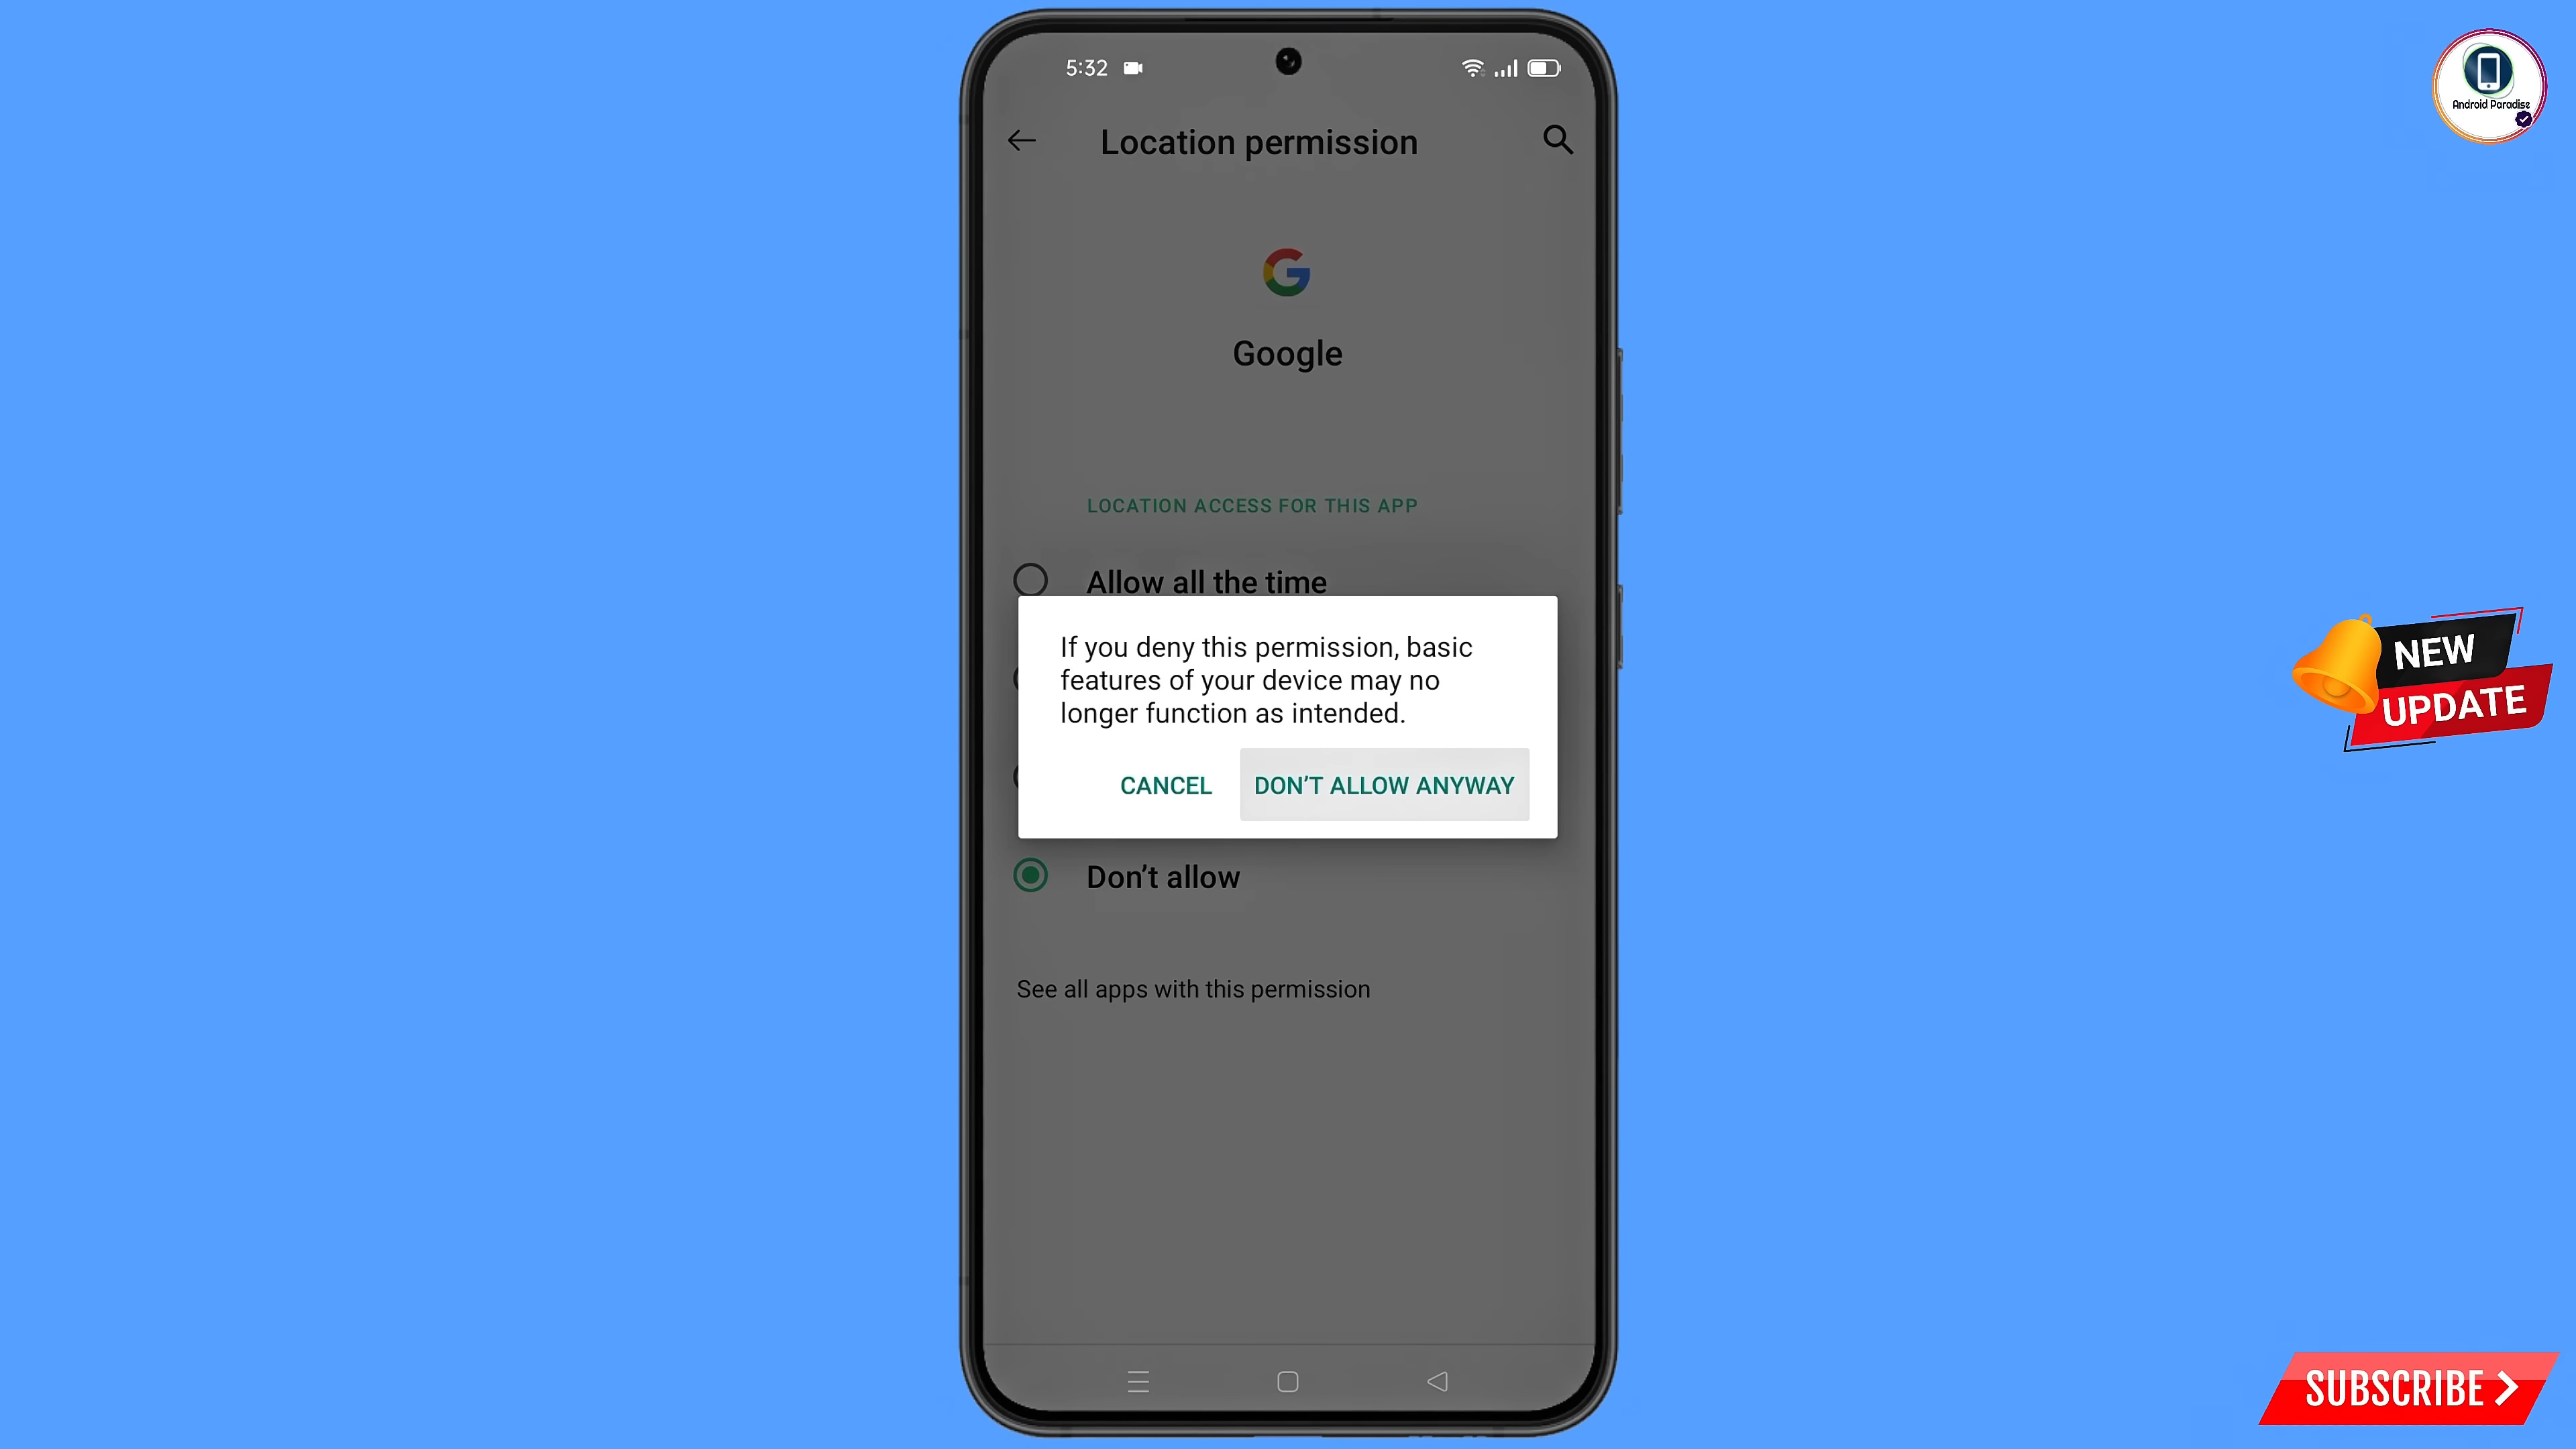 5:32
Android Paradise
Location permission
Google
LOCATION ACCESS FOR THIS APP
Allow all the time
If you deny this permission, basic
features of your device may no
longer function as intended.
CANCEL
DON'T ALLOW ANYWAY
Don't allow
See all apps with this permission
NEW
UPDATE
SUBSCRIBE